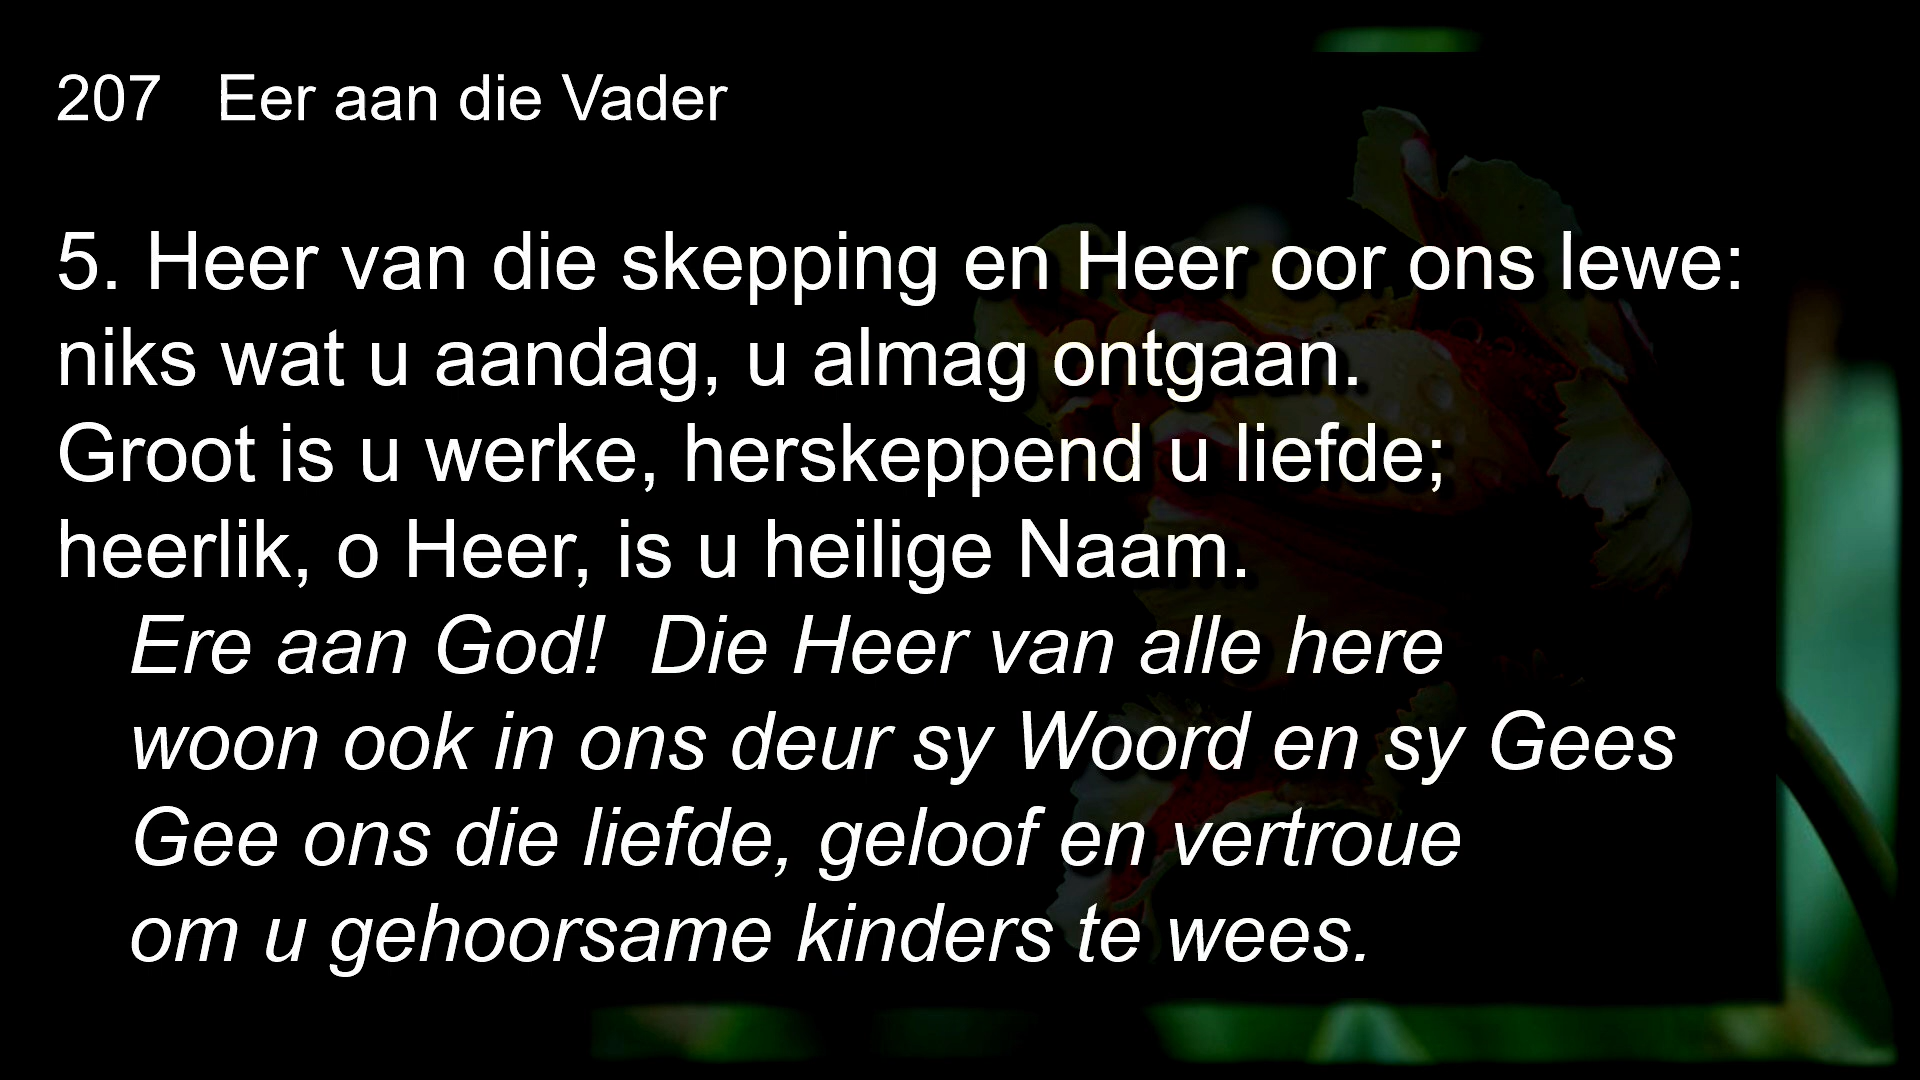 207 Eer aan die Vader
5. Heer van die skepping en Heer oor ons lewe:
niks wat u aandag, u almag ontgaan.
Groot is u werke, herskeppend u liefde;
heerlik, o Heer, is u heilige Naam.
Ere aan God! Die Heer van alle here
woon ook in ons deur sy Woord en sy Gees
Gee ons die liefde, geloof en vertroue
om u gehoorsame kinders te wees.